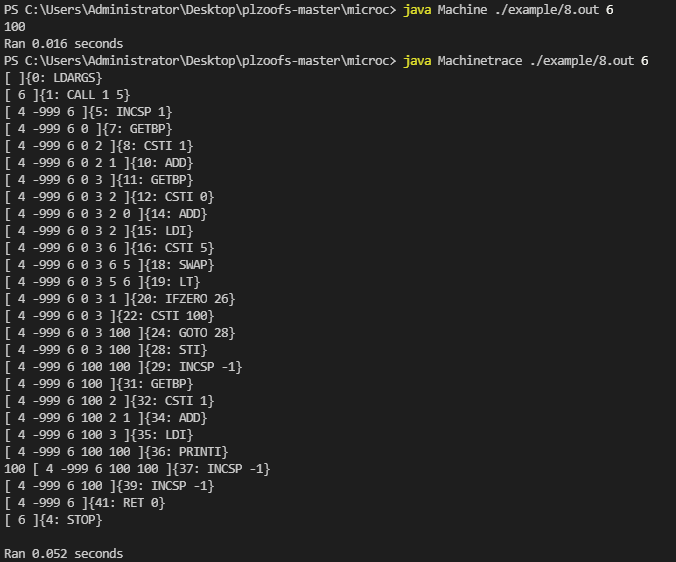 PS C:\Users\Administrator\Desktop\plzoofs-master\microc> java Machine ./example/8.out 6
100
Ran 0.016 seconds
PS C:\Users\Administrator\Desktop\plzoofs-master\microc> java Machinetrace ./example/8.out 6
[ ]{0: LDARGS}
[ 6 ]{1: CALL 1 5}
[ 4 -999 6 ]{5: INCSP 1}
[ 4 -999 6 0 ]{7: GETBP}
[ 4 -999 6 0 2 ]{8: CSTI 1}
[ 4 -999 6 0 2 1 ]{10: ADD}
[ 4 -999 6 0 3 ]{11: GETBP}
[ 4 -999 6 0 3 2 ]{12: CSTI 0}
[ 4 -999 6 0 3 2 0 ]{14: ADD}
[ 4 -999 6 0 3 2 ]{15: LDI}
[ 4 -999 6 0 3 6 ]{16: CSTI 5}
[ 4 -999 6 0 3 6 5 ]{18: SWAP}
[ 4 -999 6 0 3 5 6 ]{19: LT}
[ 4 -999 6 0 3 1 ]{20: IFZERO 26}
[ 4 -999 6 0 3 ]{22: CSTI 100}
[ 4 -999 6 0 3 100 ]{24: GOTO 28}
[ 4 -999 6 0 3 100 ]{28: STI}
[ 4 -999 6 100 100 ]{29: INCSP -1}
[ 4 -999 6 100 ]{31: GETBP}
[ 4 -999 6 100 2 ]{32: CSTI 1}
[ 4 -999 6 100 2 1 ]{34: ADD}
[ 4 -999 6 100 3 ]{35: LDI}
[ 4 -999 6 100 100 ]{36: PRINTI}
100 [ 4 -999 6 100 100 ]{37: INCSP -1}
[ 4 -999 6 100 ]{39: INCSP -1}
[ 4 -999 6 ]{41: RET 0}
[ 6 ]{4: STOP}
Ran 0.052 seconds